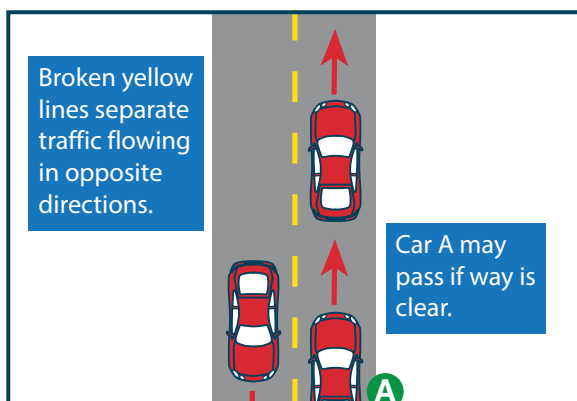 Broken yellow
lines separate
traffic flowing
in opposite
directions.
Car A may
pass if way is
clear.
A